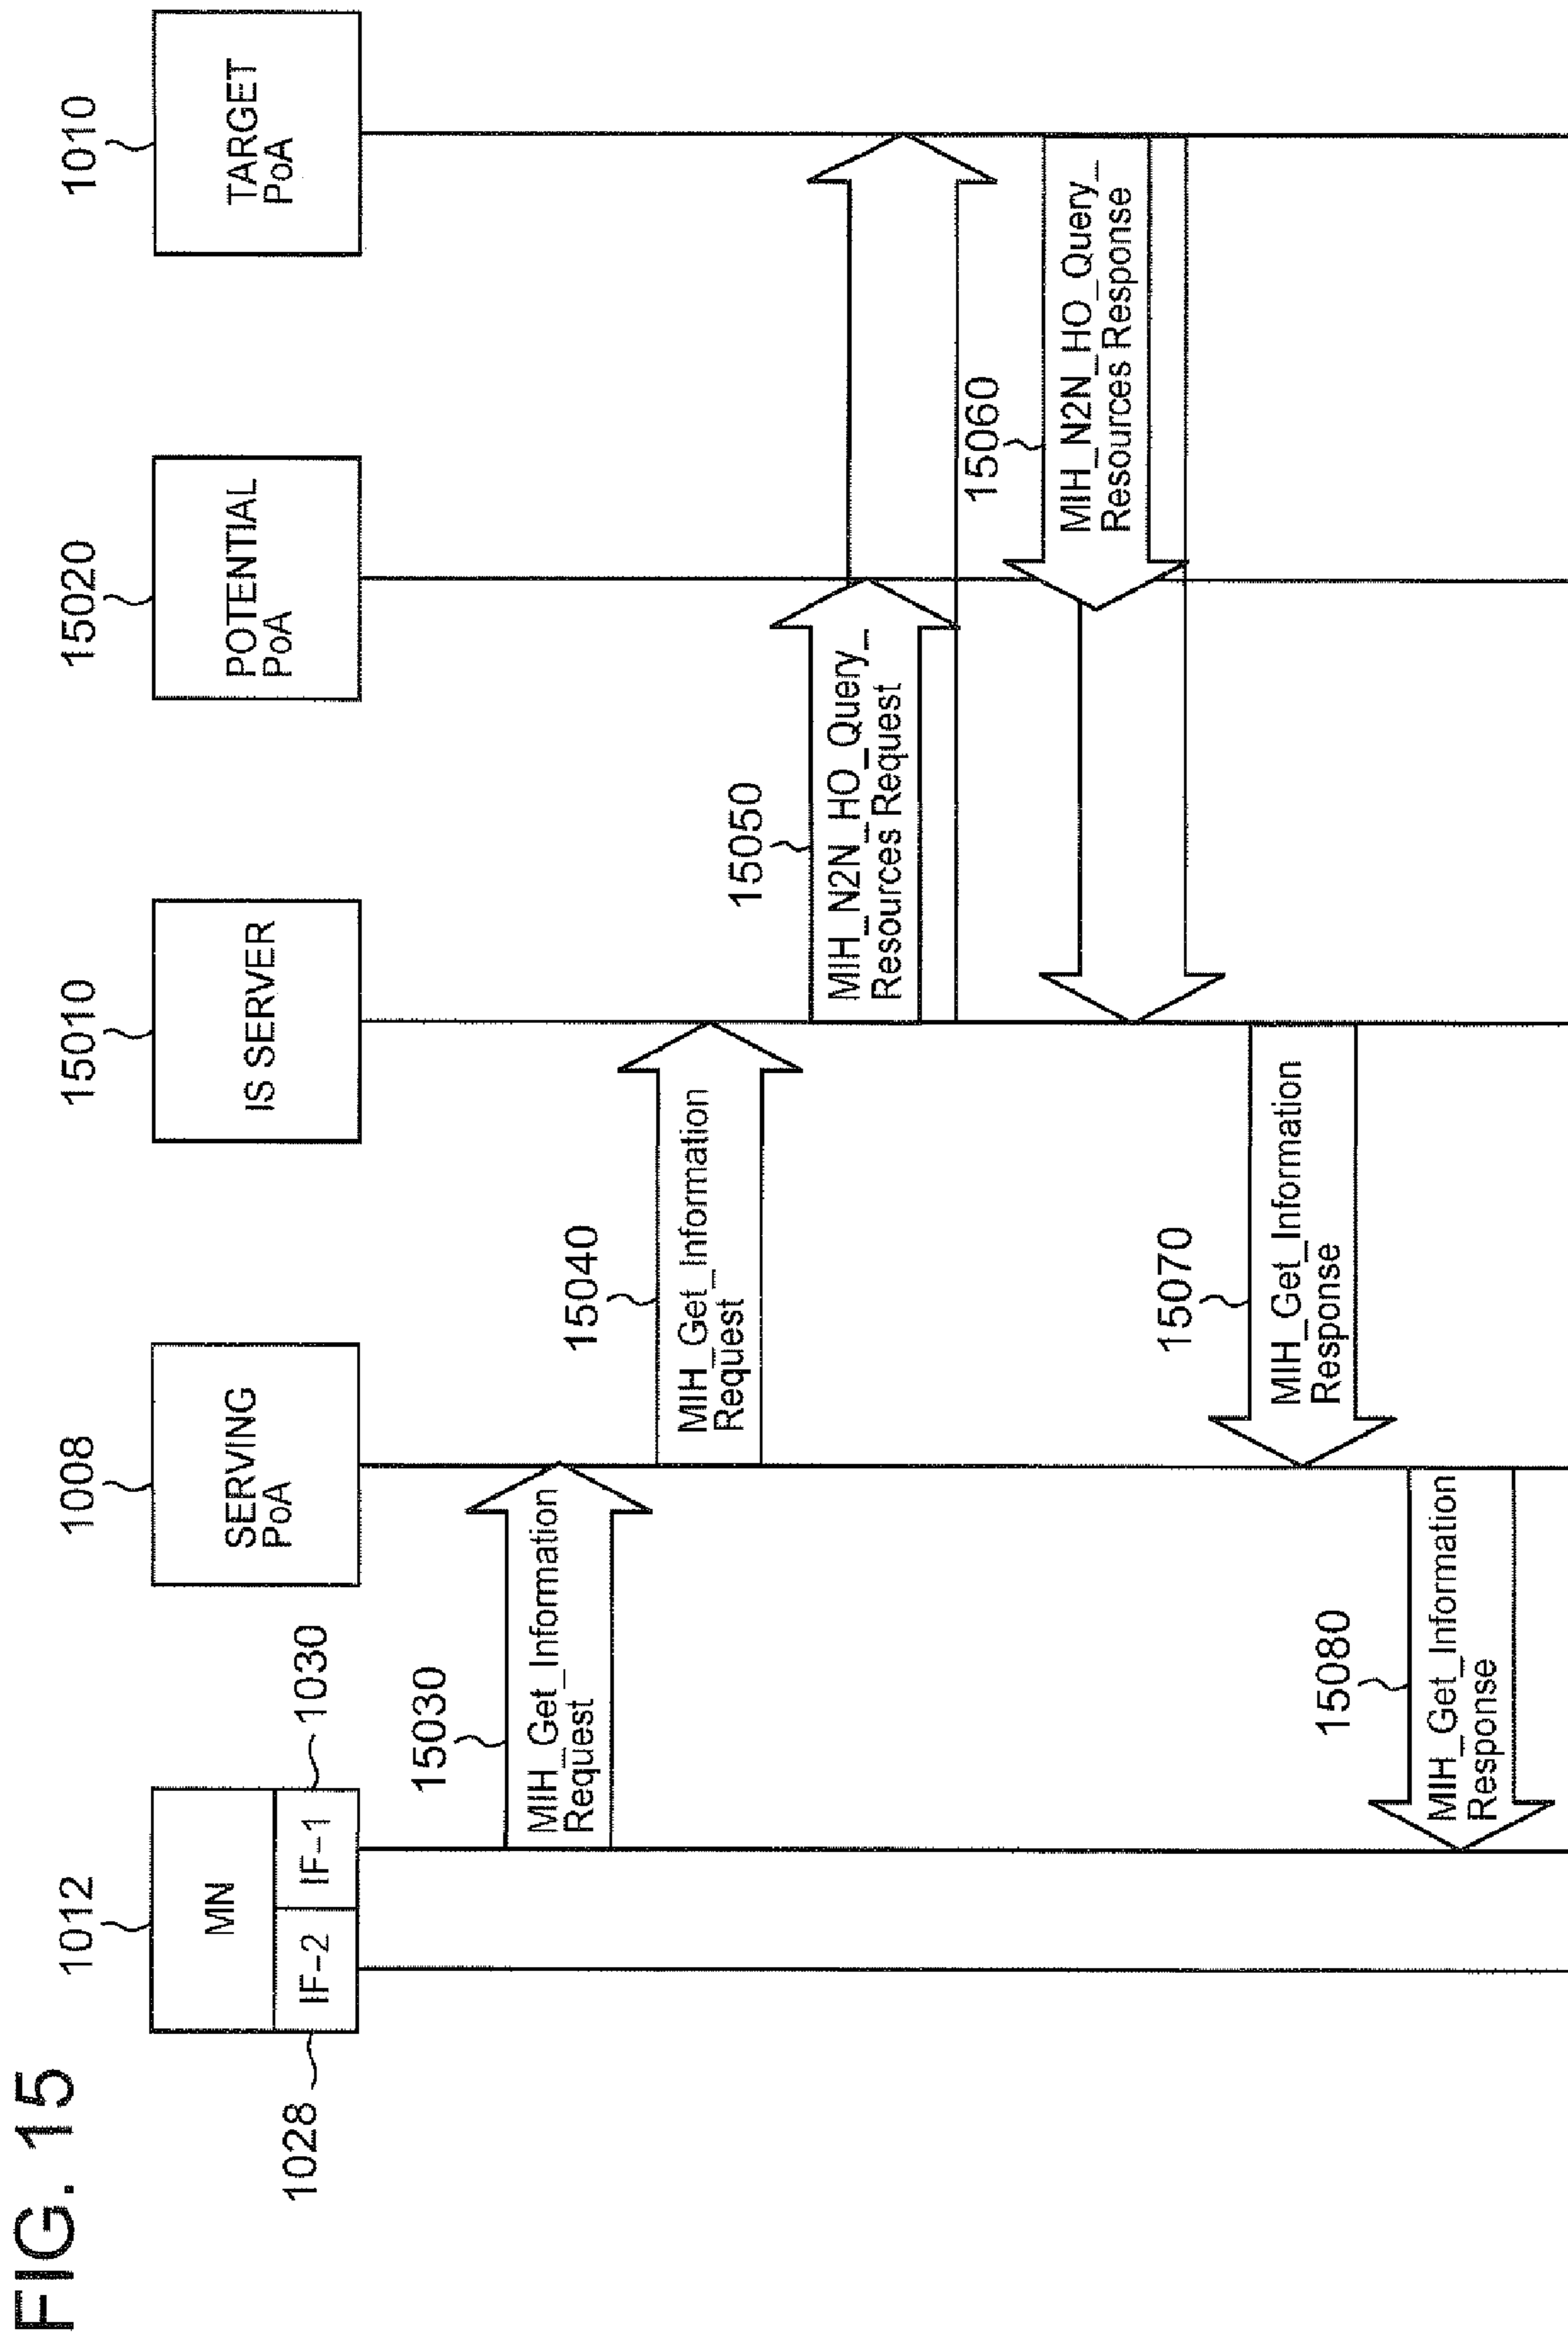 FIG. 15
1012
1008
15010
15020
1010
MN
SERVING
PoA
IS SERVER
POTENTIAL
PoA
TARGET
PoA
1028
IF-2
IF-1
1030
15030
MIH_Get_Information
Request
15040
MIH_Get_Information
Request
15050
MIH_N2N_HO_Query_
Resources Request
15060
MIH_N2N_HO_Query_
Resources Response
15070
MIH_Get_Information
Response
15080
MIH_Get_Information
Response